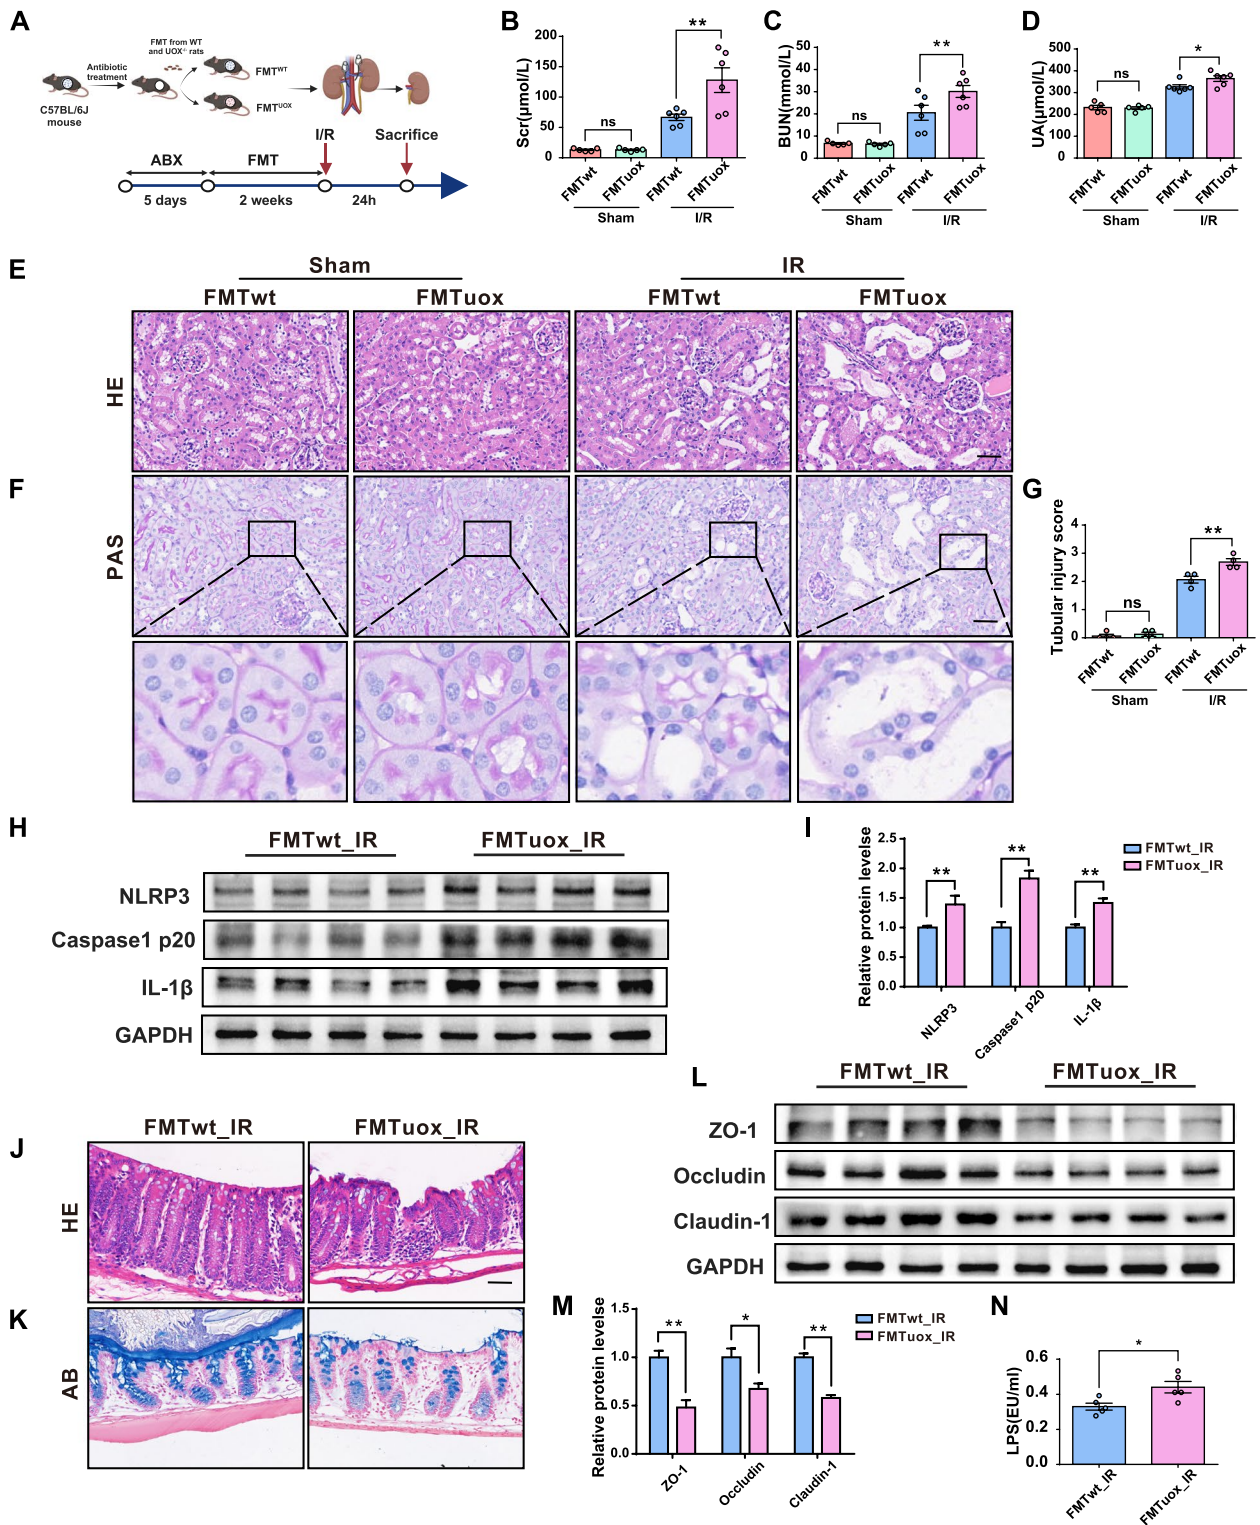 A
FMT from WT
and UOX-/- rats
Antibiotic
treatment
C57BL/6J
mouse
FMTWT
FMTUOX
I/R
Sacrifice
ABX
FMT
5 days
2 weeks
24h
B
Scr(μmol/L)
200
150
100
50
0
ns
**
FMTwt
FMTuox
FMTwt
FMTuox
Sham
I/R
C
BUN(mmol/L)
50
40
30
20
10
0
ns
**
FMTwt
FMTuox
FMTwt
FMTuox
Sham
I/R
D
UA(μmol/L)
500
400
300
200
100
0
ns
*
FMTwt
FMTuox
FMTwt
FMTuox
Sham
I/R
E
Sham
IR
FMTwt
FMTuox
FMTwt
FMTuox
HE
F
PAS
G
Tubular injury score
4
3
2
1
0
ns
**
FMTwt
FMTuox
FMTwt
FMTuox
Sham
I/R
H
FMTwt_IR
FMTuox_IR
NLRP3
Caspase1 p20
IL-1β
GAPDH
I
Relative protein levelse
2.5
2.0
1.5
1.0
0.5
0.0
**
**
**
NLRP3
Caspase1 p20
IL-1β
FMTwt_IR
FMTuox_IR
J
FMTwt_IR
FMTuox_IR
HE
K
AB
L
FMTwt_IR
FMTuox_IR
ZO-1
Occludin
Claudin-1
GAPDH
M
Relative protein levelse
1.5
1.0
0.5
0.0
**
*
**
ZO-1
Occludin
Claudin-1
FMTwt_IR
FMTuox_IR
N
LPS(EU/ml)
0.6
0.4
0.2
0.0
*
FMTwt_IR
FMTuox_IR